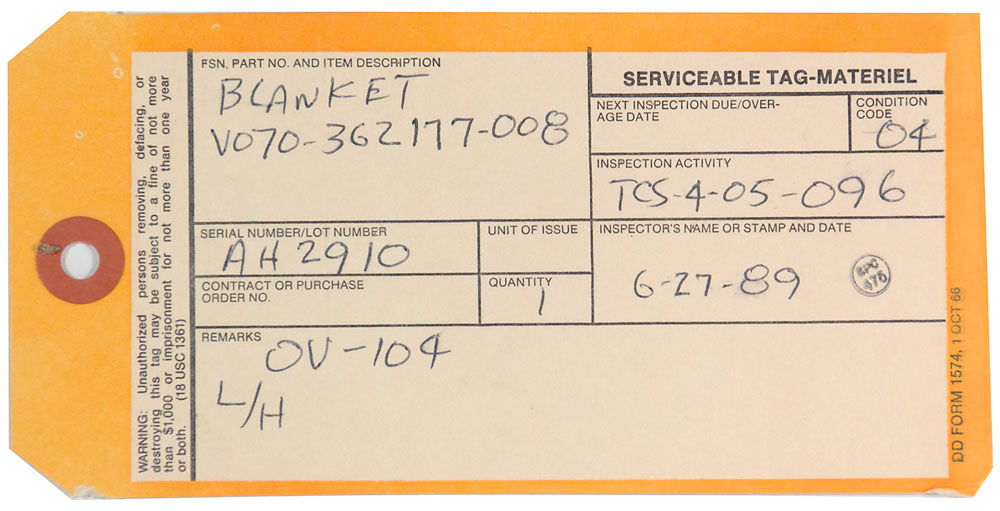 FSN, PART NO. AND ITEM DESCRIPTION
BLANKET
V070-362177-008
SERVICEABLE TAG-MATERIEL
NEXT INSPECTION DUE/OVER-
AGE DATE
CONDITION
CODE
04
INSPECTION ACTIVITY
TCS-4-05-096
SERIAL NUMBER/LOT NUMBER
AH2910
UNIT OF ISSUE
INSPECTOR'S NAME OR STAMP AND DATE
6-27-89
SPC
475
CONTRACT OR PURCHASE
ORDER NO.
QUANTITY
1
REMARKS
OV-104
L/H
WARNING: Unauthorized persons removing, defacing, or
destroying this tag may be subject to a fine of not more
than $1,000 or imprisonment for not more than one year
or both. (18 USC 1361)
DD FORM 1574, 1 OCT 66